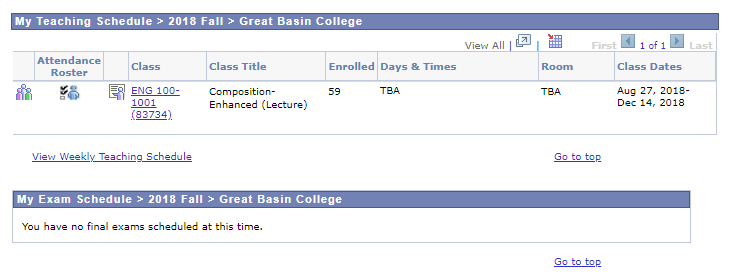 My Teaching Schedule > 2018 Fall > Great Basin College
View All | | First 1 of 1 Last
Attendance Roster Class Class Title Enrolled Days & Times Room Class Dates
ENG 100- Composition- 59 TBA TBA Aug 27, 2018-
1001 Enhanced (Lecture) Dec 14, 2018
(83734)
View Weekly Teaching Schedule Go to top
My Exam Schedule > 2018 Fall > Great Basin College
You have no final exams scheduled at this time.
Go to top